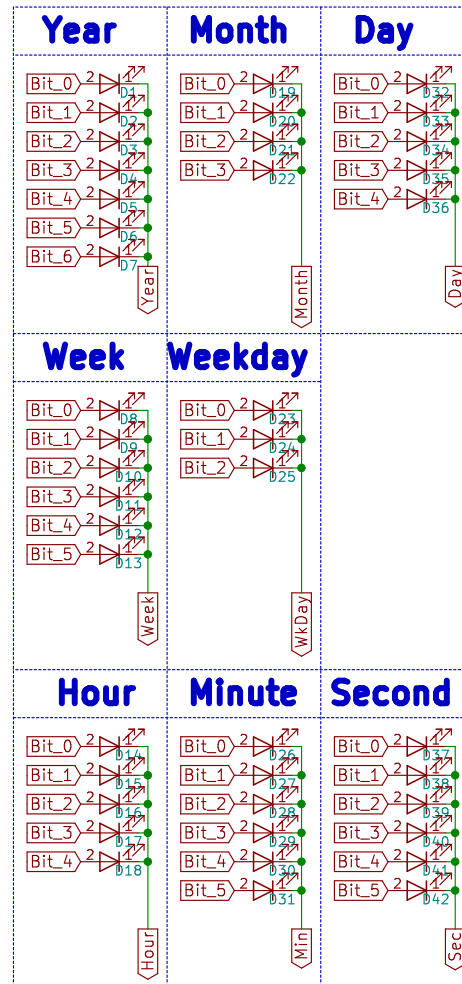 Year Month Day
Bit_0 2 1 D1 Bit_0 2 1 D19 Bit_0 2 1 D32
Bit_1 2 1 D2 Bit_1 2 1 D20 Bit_1 2 1 D33
Bit_2 2 1 D3 Bit_2 2 1 D21 Bit_2 2 1 D34
Bit_3 2 1 D4 Bit_3 2 1 D22 Bit_3 2 1 D35
Bit_4 2 1 D5 Bit_4 2 1 D36
Bit_5 2 1 D6
Bit_6 2 1 D7
Year Month Day
Week Weekday
Bit_0 2 1 D8 Bit_0 2 1 D23
Bit_1 2 1 D9 Bit_1 2 1 D24
Bit_2 2 1 D10 Bit_2 2 1 D25
Bit_3 2 1 D11
Bit_4 2 1 D12
Bit_5 2 1 D13
Week WkDay
Hour Minute Second
Bit_0 2 1 D14 Bit_0 2 1 D26 Bit_0 2 1 D37
Bit_1 2 1 D15 Bit_1 2 1 D27 Bit_1 2 1 D38
Bit_2 2 1 D16 Bit_2 2 1 D28 Bit_2 2 1 D39
Bit_3 2 1 D17 Bit_3 2 1 D29 Bit_3 2 1 D40
Bit_4 2 1 D18 Bit_4 2 1 D30 Bit_4 2 1 D41
Bit_5 2 1 D31 Bit_5 2 1 D42
Hour Min Sec